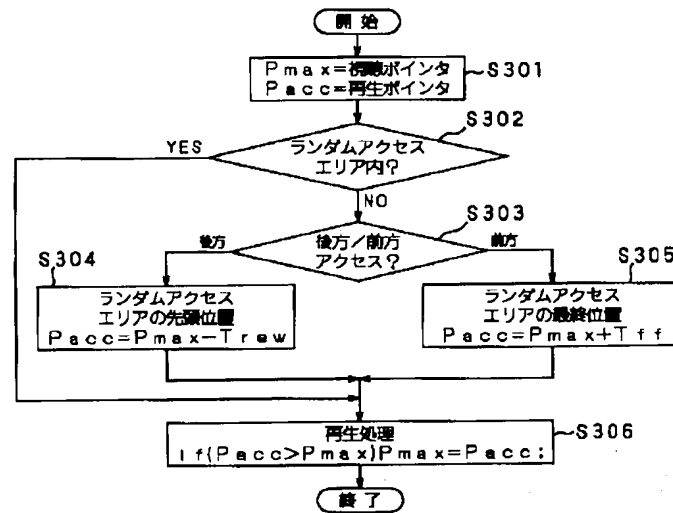 開始
Pmax=視聴ポインタ
Pacc=再生ポインタ
S301
S302
YES
ランダムアクセス
エリア内?
NO
S303
後方
後方/前方
アクセス?
前方
S304
ランダムアクセス
エリアの先頭位置
Pacc=Pmax-Trew
S305
ランダムアクセス
エリアの最終位置
Pacc=Pmax+Tff
再生処理
if(Pacc>Pmax)Pmax=Pacc;
S306
終了